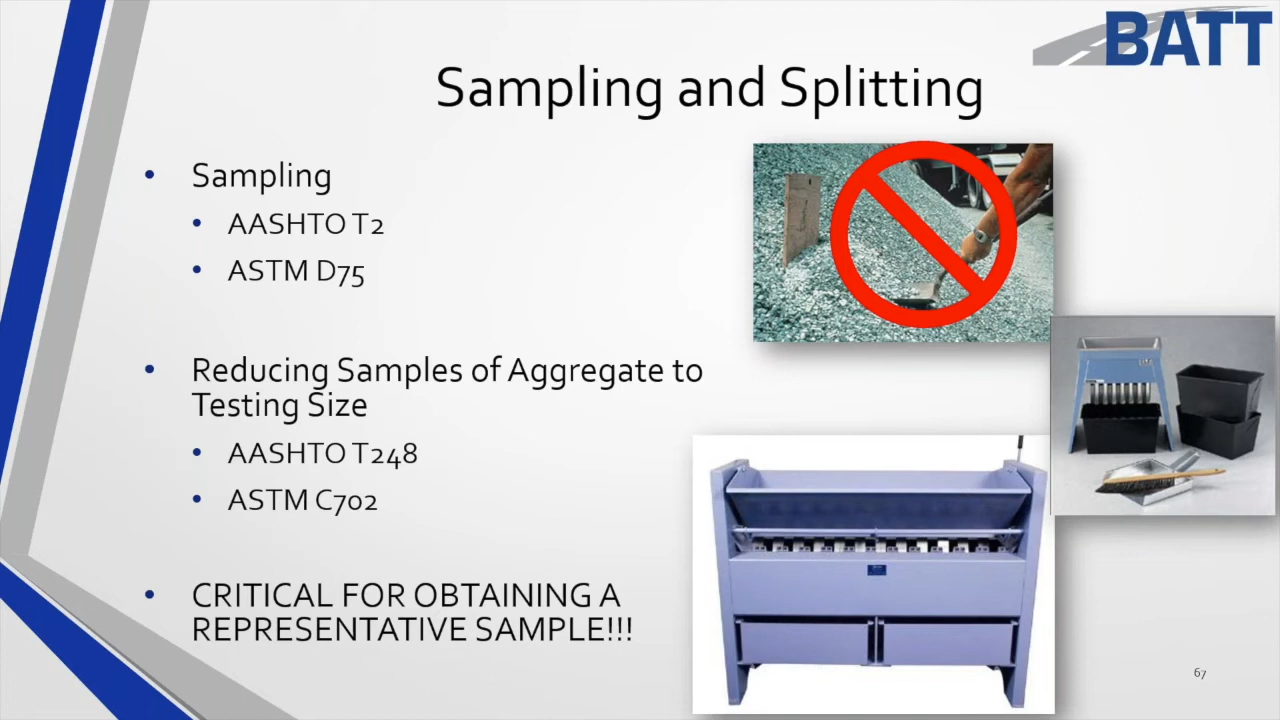 BATT
Sampling and Splitting
• Sampling
• AASHTO T2
• ASTM D75
• Reducing Samples of Aggregate to
Testing Size
• AASHTO T248
• ASTM C702
• CRITICAL FOR OBTAINING A
REPRESENTATIVE SAMPLE!!!
67